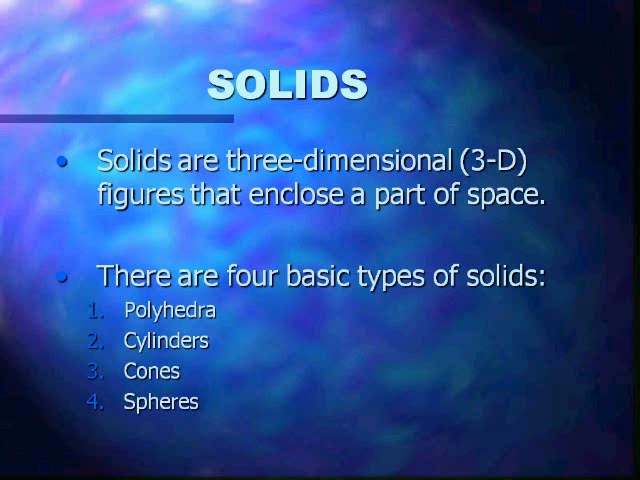 SOLIDS
• Solids are three-dimensional (3-D)
figures that enclose a part of space.
• There are four basic types of solids:
1. Polyhedra
2. Cylinders
3. Cones
4. Spheres